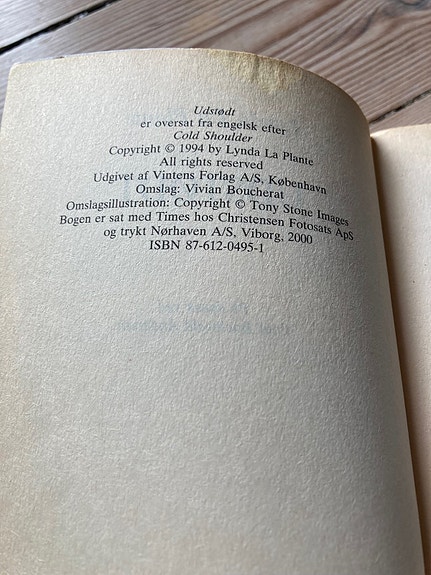 Udstødt
er oversat fra engelsk efter
Cold Shoulder
Copyright © 1994 by Lynda La Plante
All rights reserved
Udgivet af Vintens Forlag A/S, København
Omslag: Vivian Boucherat
Omslagsillustration: Copyright © Tony Stone Images
Bogen er sat med Times hos Christensen Fotosats ApS
og trykt Nørhaven A/S, Viborg, 2000
ISBN 87-612-0495-1